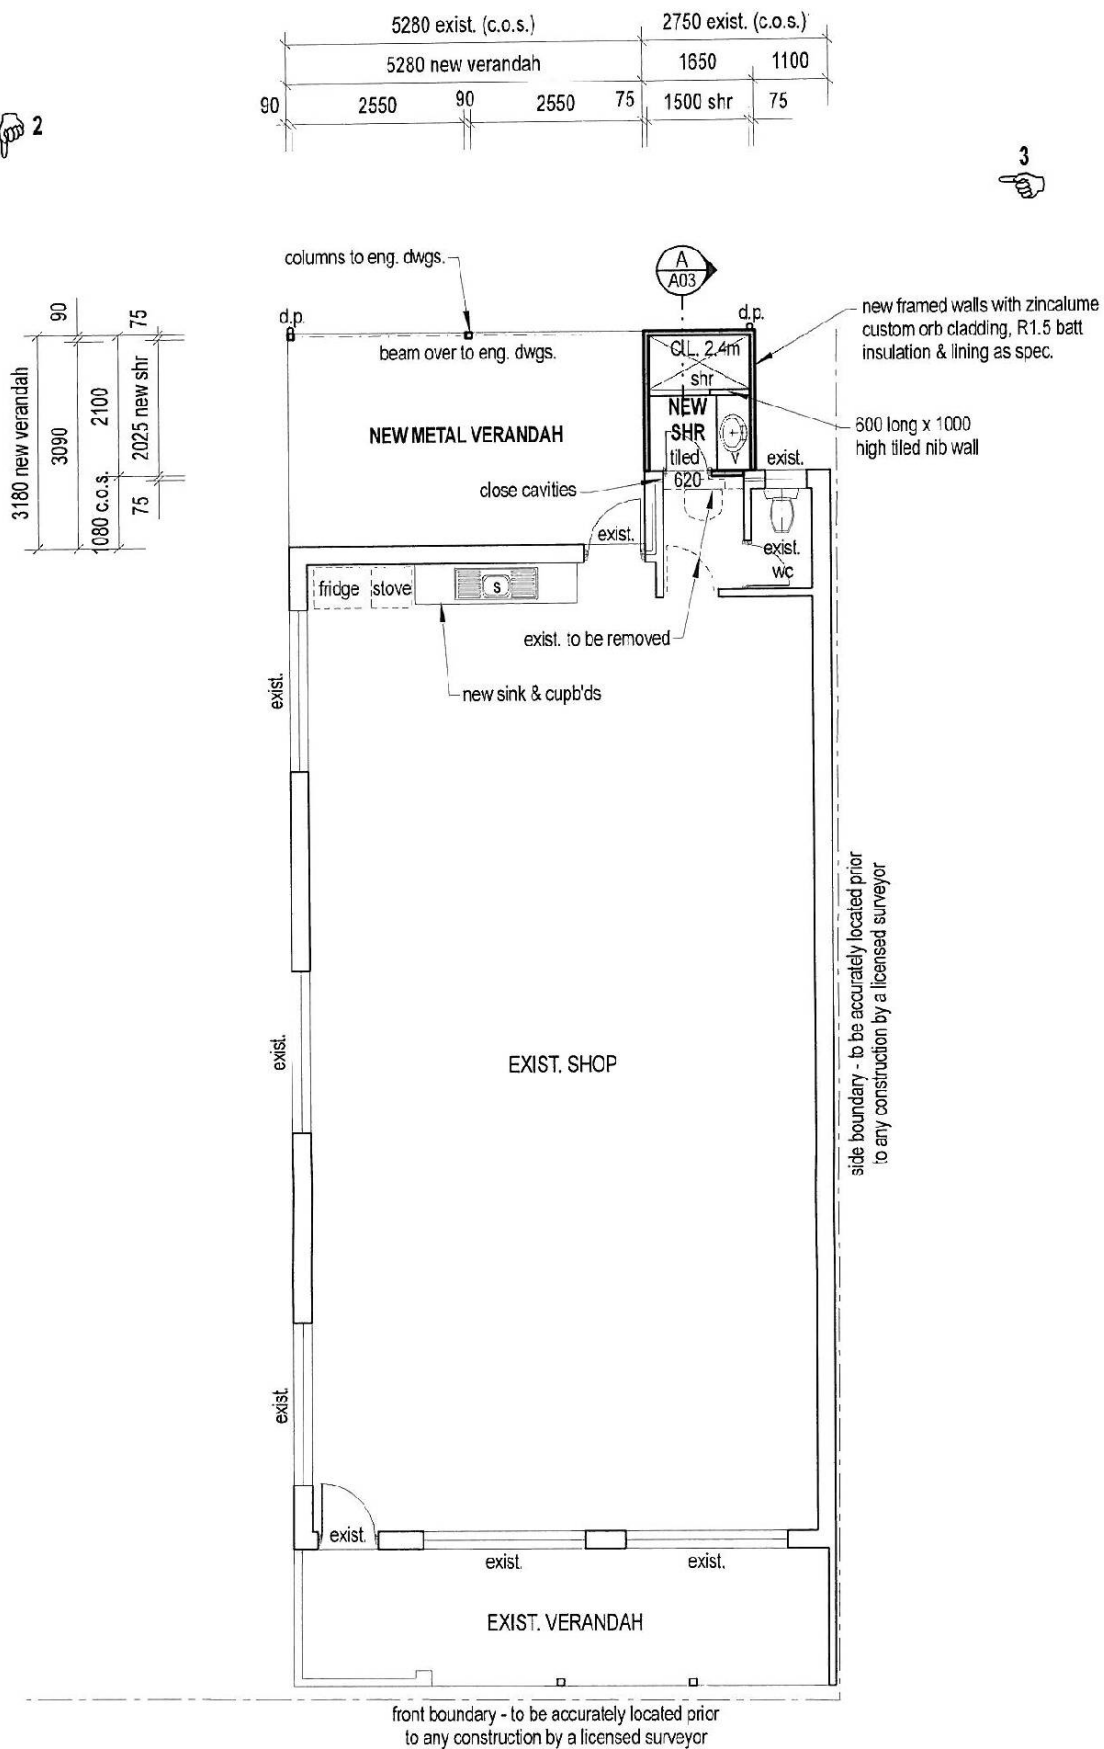 5280 exist. (c.o.s.)
2750 exist. (c.o.s.)
5280 new verandah
1650
1100
90
2550
90
2550
75
1500 shr
75
2
3
columns to eng. dwgs.
A
A03
d.p.
d.p.
beam over to eng. dwgs.
new framed walls with zincalume
custom orb cladding, R1.5 batt
insulation & lining as spec.
90
75
3180 new verandah
3090
2100
2025 new shr
1080 c.o.s.
75
CIL. 2.4m
shr
NEW
SHR
tiled
620
v
NEW METAL VERANDAH
600 long x 1000
high tiled nib wall
exist.
close cavities
exist.
exist.
wc
fridge
stove
s
exist. to be removed
new sink & cupb'ds
exist.
exist.
EXIST. SHOP
side boundary - to be accurately located prior
to any construction by a licensed surveyor
exist.
exist.
exist.
exist.
EXIST. VERANDAH
front boundary - to be accurately located prior
to any construction by a licensed surveyor